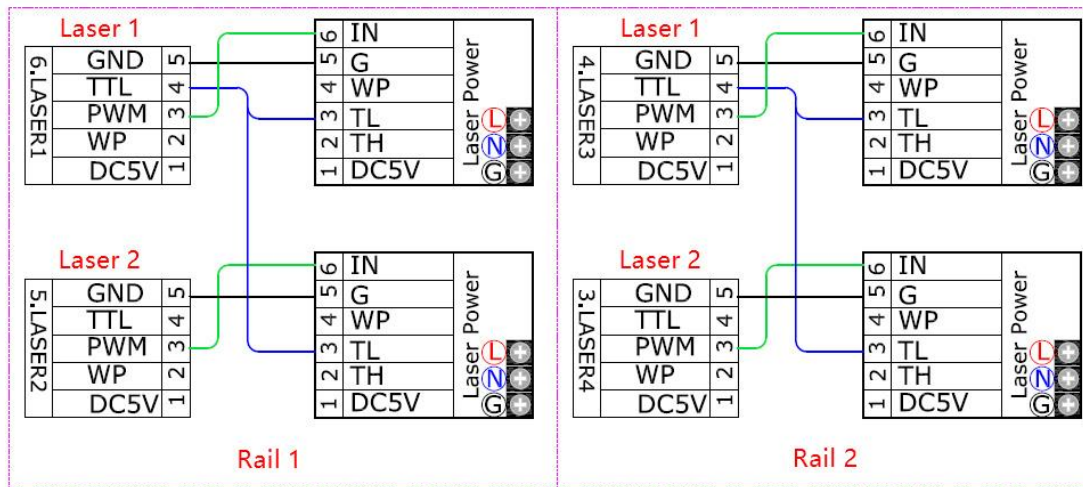 Laser 1
6.LASER1
GND 5
TTL 4
PWM 3
WP 2
DC5V 1
6 IN
5 G
4 WP
3 TL
2 TH
1 DC5V
Laser Power
L
N
G
Laser 2
5.LASER2
GND 5
TTL 4
PWM 3
WP 2
DC5V 1
6 IN
5 G
4 WP
3 TL
2 TH
1 DC5V
Laser Power
L
N
G
Rail 1
Laser 1
4.LASER3
GND 5
TTL 4
PWM 3
WP 2
DC5V 1
6 IN
5 G
4 WP
3 TL
2 TH
1 DC5V
Laser Power
L
N
G
Laser 2
3.LASER4
GND 5
TTL 4
PWM 3
WP 2
DC5V 1
6 IN
5 G
4 WP
3 TL
2 TH
1 DC5V
Laser Power
L
N
G
Rail 2